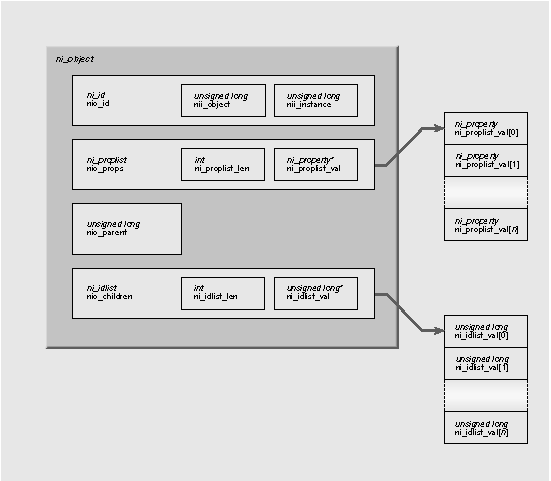 ni_object
ni_id
nio_id
unsigned long
nii_object
unsigned long
nii_instance
ni_proplist
nio_props
int
ni_proplist_len
ni_property*
ni_proplist_val
unsigned long
nio_parent
ni_idlist
nio_children
int
ni_idlist_len
unsigned long*
ni_idlist_val
ni_property
ni_proplist_val[0]
ni_property
ni_proplist_val[1]
ni_property
ni_proplist_val[n]
unsigned long
ni_idlist_val[0]
unsigned long
ni_idlist_val[1]
unsigned long
ni_idlist_val[n]